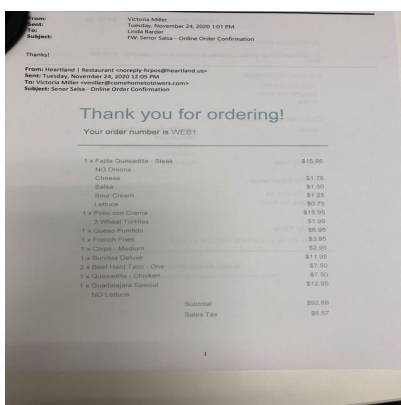 From: Victoria Miller
Sent: Tuesday, November 24, 2020 1:01 PM
To: Linda Barder
Subject: FW: Senor Salsa - Online Order Confirmation
Thanks!
From: Heartland | Restaurant <noreply-hrpos@heartland.us>
Sent: Tuesday, November 24, 2020 12:05 PM
To: Victoria Miller <vmiller@comehometotowers.com>
Subject: Senor Salsa - Online Order Confirmation
Thank you for ordering!
Your order number is WEB1
1 x Fajita Quesadilla - Steak $15.95
NO Onions
Cheese $1.75
Salsa $1.50
Sour Cream $1.25
Lettuce $0.75
1 x Pollo con Crema $15.95
3 Wheat Tortillas $1.99
1 x Queso Fundido $6.95
1 x French Fries $3.95
1 x Chips - Medium $2.95
1 x Burritos Deluxe $11.95
2 x Beef Hard Taco - One $7.50
1 x Quesadilla - Chicken $7.50
1 x Guadalajara Special $12.95
NO Lettuce
Subtotal $92.89
Sales Tax $5.57
1